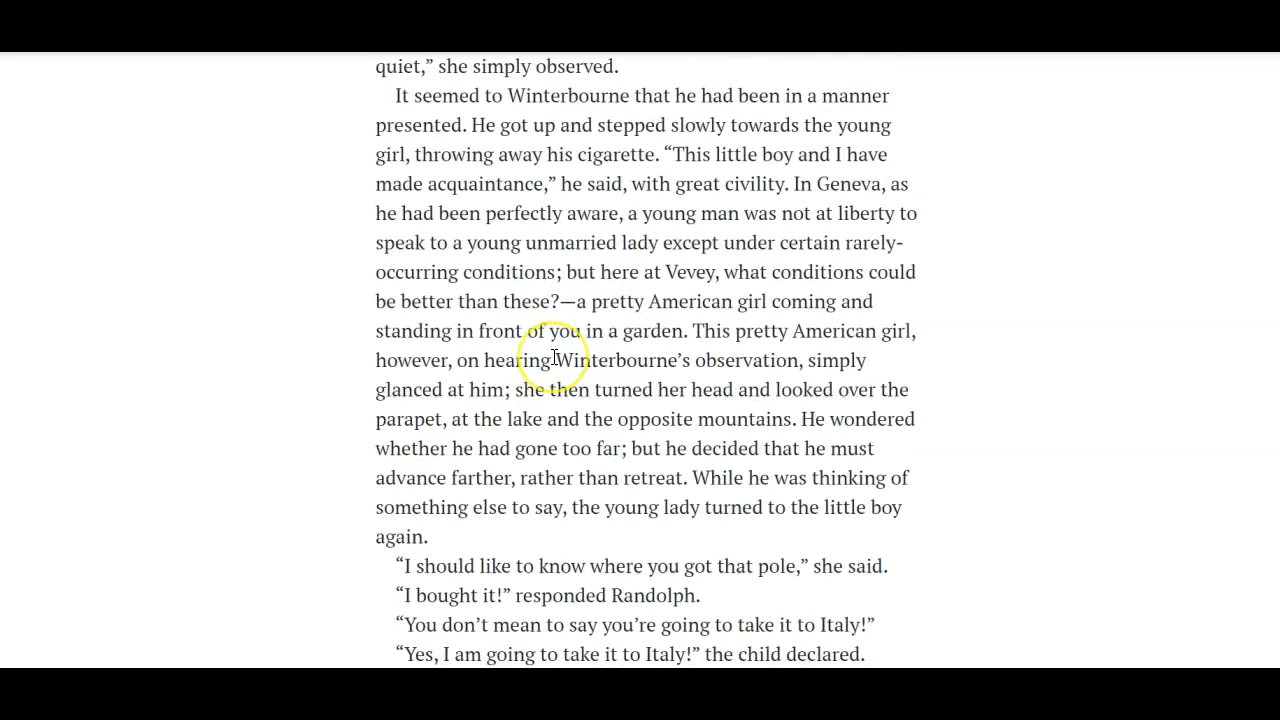 quiet,” she simply observed.
It seemed to Winterbourne that he had been in a manner
presented. He got up and stepped slowly towards the young
girl, throwing away his cigarette. “This little boy and I have
made acquaintance,” he said, with great civility. In Geneva, as
he had been perfectly aware, a young man was not at liberty to
speak to a young unmarried lady except under certain rarely-
occurring conditions; but here at Vevey, what conditions could
be better than these?—a pretty American girl coming and
standing in front of you in a garden. This pretty American girl,
however, on hearing Winterbourne’s observation, simply
glanced at him; she then turned her head and looked over the
parapet, at the lake and the opposite mountains. He wondered
whether he had gone too far; but he decided that he must
advance farther, rather than retreat. While he was thinking of
something else to say, the young lady turned to the little boy
again.
“I should like to know where you got that pole,” she said.
“I bought it!” responded Randolph.
“You don’t mean to say you’re going to take it to Italy!”
“Yes, I am going to take it to Italy!” the child declared.